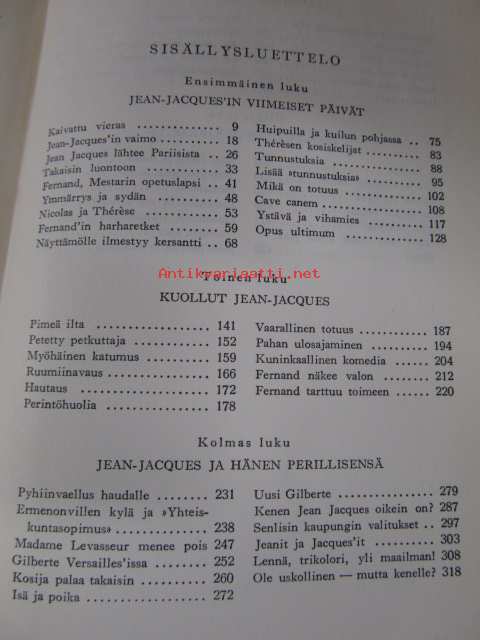 SISÄLLYSLUETTELO
Ensimmäinen luku
JEAN-JACQUES'IN VIIMEISET PÄIVÄT
Kaivattu vieras ............. 9
Jean-Jacques'in vaimo ...... 18
Jean Jacques lähtee Pariisista .. 26
Takaisin luontoon .......... 33
Fernand, Mestarin opetuslapsi .. 41
Ymmärrys ja sydän ........ 48
Nicolas ja Thérèse .......... 53
Fernand'in harharetket ...... 59
Näyttämölle ilmestyy kersantti .. 68
Huipuilla ja kuilun pohjassa .. 75
Thérèsen kosiskelijat ........ 83
Tunnustuksia .............. 88
Lisää »tunnustuksia» ........ 95
Mikä on totuus ............ 102
Cave canem ................ 108
Ystävä ja vihamies .......... 117
Opus ultimum .............. 128
Antikvariaatti.net
Toinen luku
KUOLLUT JEAN-JACQUES
Pimeä ilta ................ 141
Petetty petkuttaja .......... 152
Myöhäinen katumus ........ 159
Ruumiinavaus .............. 166
Hautaus .................. 172
Perintöhuolia .............. 178
Vaarallinen totuus .......... 187
Pahan ulosajaminen ........ 194
Kuninkaallinen komedia .... 204
Fernand näkee valon ........ 212
Fernand tarttuu toimeen .... 220
Kolmas luku
JEAN-JACQUES JA HÄNEN PERILLISENSÄ
Pyhiinvaellus haudalle ...... 231
Ermenonvillen kylä ja »Yhteis-
kuntasopimus» ............ 238
Madame Levasseur menee pois 247
Gilberte Versailles'issa ...... 252
Kosija palaa takaisin ........ 260
Isä ja poika ................ 272
Uusi Gilberte .............. 279
Kenen Jean Jacques oikein on? 287
Senlisin kaupungin valitukset .. 297
Jeanit ja Jacques'it .......... 303
Lennä, trikolori, yli maailman! 308
Ole uskollinen — mutta kenelle? 318